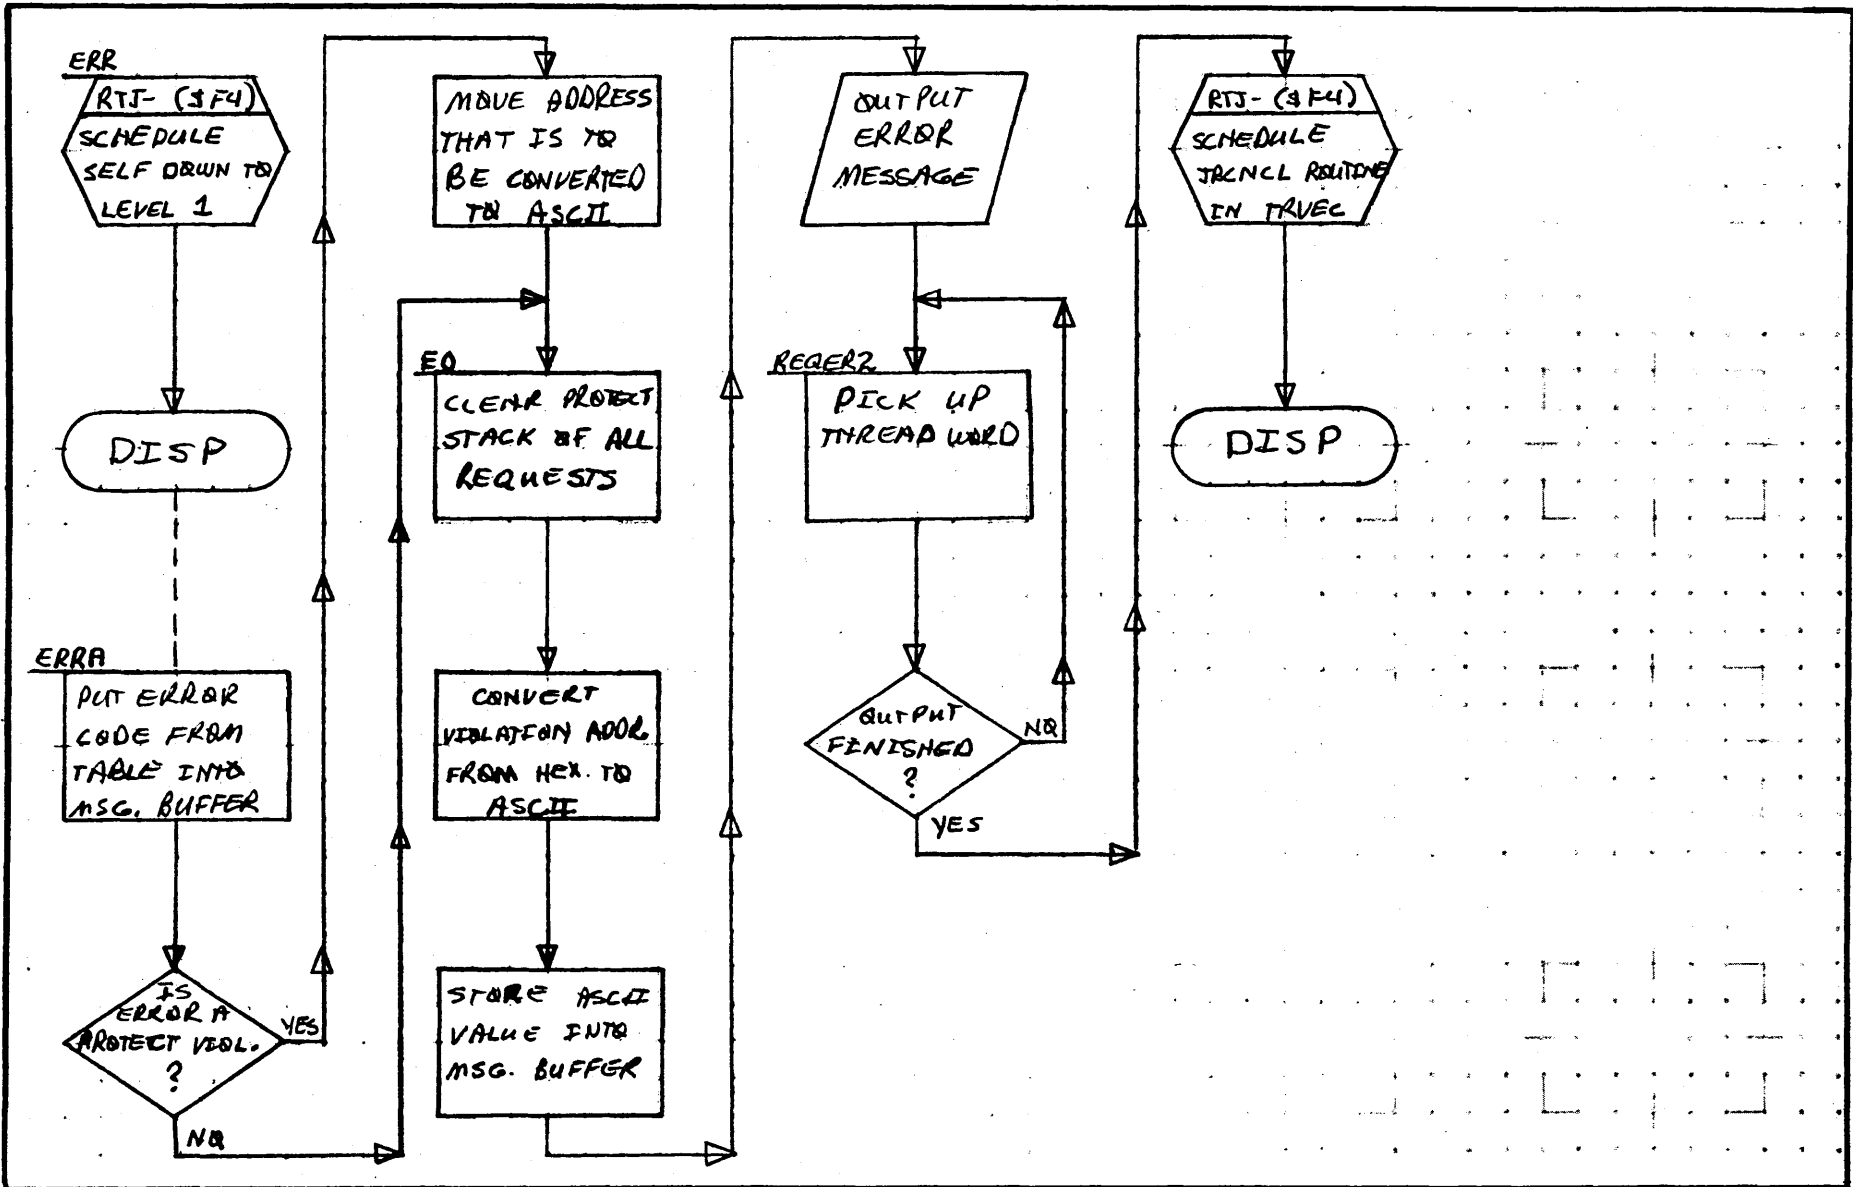 ERR
RTJ- ($F4)
SCHEDULE
SELF DOWN TO
LEVEL 1
DISP
ERRA
PUT ERROR
CODE FROM
TABLE INTO
MSG. BUFFER
IS
ERROR A
PROTECT VIOL.
?
YES
NO
MOVE ADDRESS
THAT IS TO
BE CONVERTED
TO ASCII
EO
CLEAR PROTECT
STACK OF ALL
REQUESTS
CONVERT
VIOLATION ADDR.
FROM HEX. TO
ASCII
STORE ASCII
VALUE INTO
MSG. BUFFER
OUTPUT
ERROR
MESSAGE
REQER2
PICK UP
THREAD WORD
OUTPUT
FINISHED
?
NO
YES
RTJ- ($F4)
SCHEDULE
JRCNCL ROUTINE
IN TRVEC
DISP